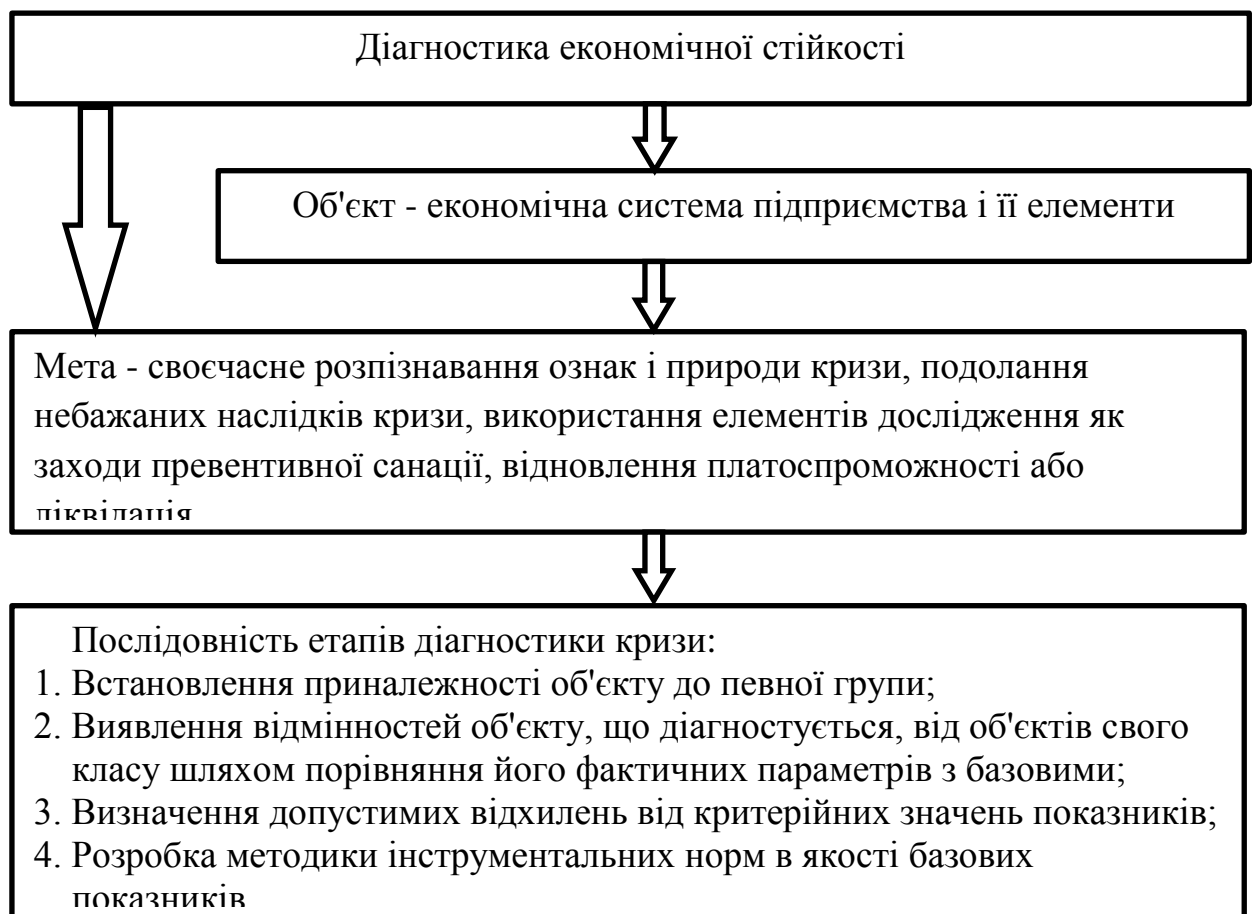 Діагностика економічної стійкості
Об'єкт - економічна система підприємства і її елементи
Мета - своєчасне розпізнавання ознак і природи кризи, подолання
небажаних наслідків кризи, використання елементів дослідження як
заходи превентивної санації, відновлення платоспроможності або
ліквідація
Послідовність етапів діагностики кризи:
1. Встановлення приналежності об'єкту до певної групи;
2. Виявлення відмінностей об'єкту, що діагностується, від об'єктів свого
класу шляхом порівняння його фактичних параметрів з базовими;
3. Визначення допустимих відхилень від критерійних значень показників;
4. Розробка методики інструментальних норм в якості базових
показників